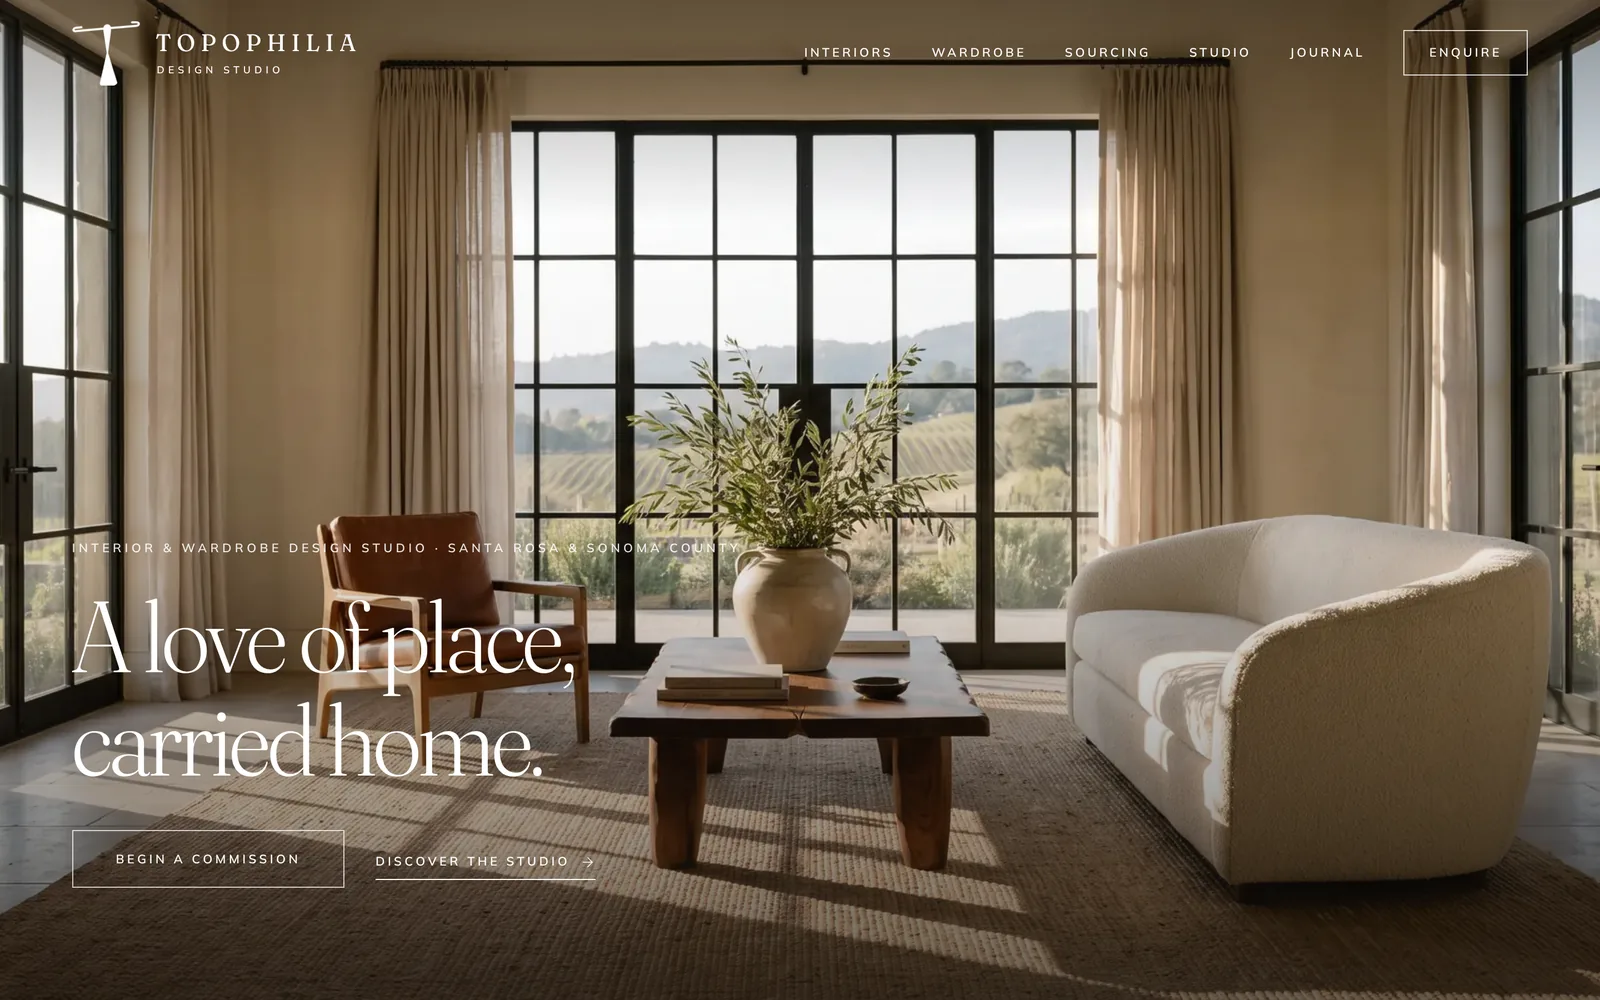 TOPOPHILIA
DESIGN STUDIO
INTERIORS WARDROBE SOURCING STUDIO JOURNAL ENQUIRE
INTERIOR & WARDROBE DESIGN STUDIO · SANTA ROSA & SONOMA COUNTY
A love of place,
carried home.
BEGIN A COMMISSION DISCOVER THE STUDIO →